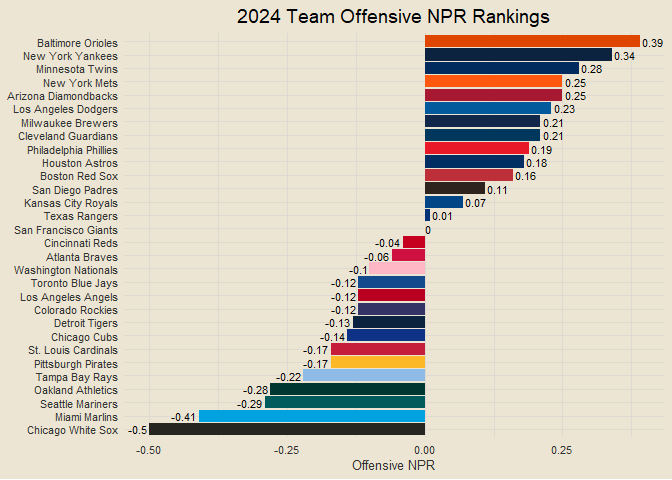 2024 Team Offensive NPR Rankings
Baltimore Orioles 0.39
New York Yankees 0.34
Minnesota Twins 0.28
New York Mets 0.25
Arizona Diamondbacks 0.25
Los Angeles Dodgers 0.23
Milwaukee Brewers 0.21
Cleveland Guardians 0.21
Philadelphia Phillies 0.19
Houston Astros 0.18
Boston Red Sox 0.16
San Diego Padres 0.11
Kansas City Royals 0.07
Texas Rangers 0.01
San Francisco Giants 0
Cincinnati Reds -0.04
Atlanta Braves -0.06
Washington Nationals -0.1
Toronto Blue Jays -0.12
Los Angeles Angels -0.12
Colorado Rockies -0.12
Detroit Tigers -0.13
Chicago Cubs -0.14
St. Louis Cardinals -0.17
Pittsburgh Pirates -0.17
Tampa Bay Rays -0.22
Oakland Athletics -0.28
Seattle Mariners -0.29
Miami Marlins -0.41
Chicago White Sox -0.5
-0.50 -0.25 0.00 0.25
Offensive NPR